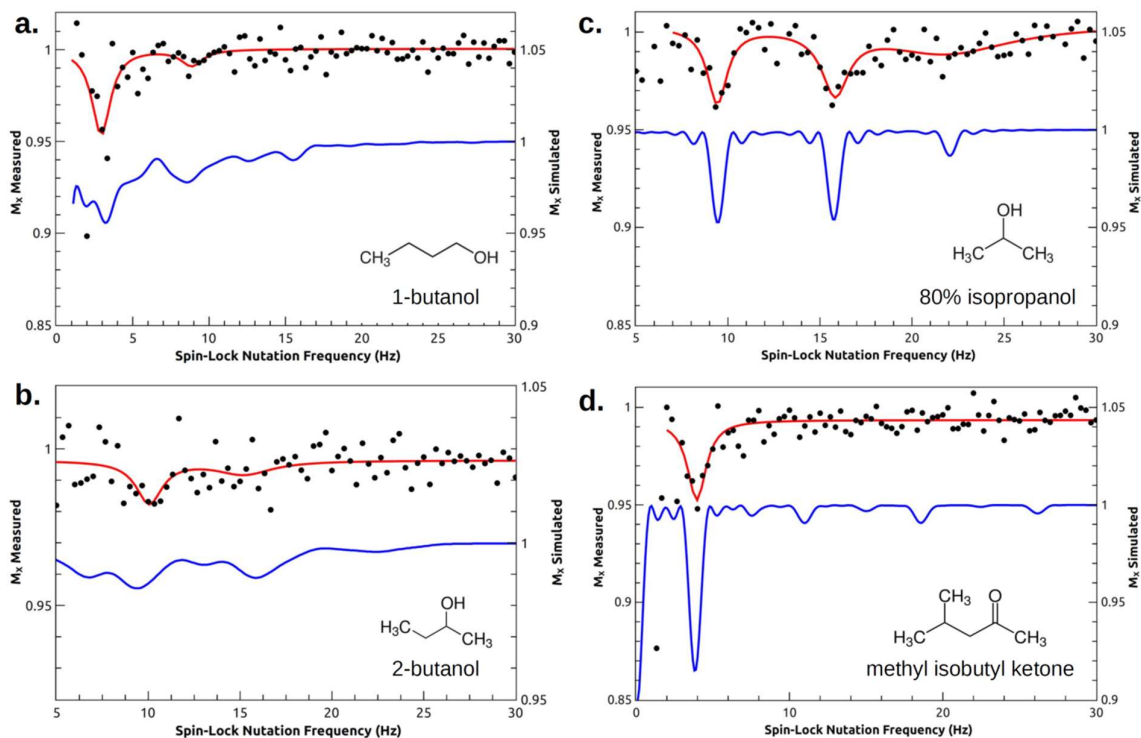 a.
1
0.95
0.9
0.85
Mx Measured
1.05
1
0.95
0.9
Mx Simulated
0 5 10 15 20 25 30
Spin-Lock Nutation Frequency (Hz)
CH3
OH
1-butanol
c.
1
0.95
0.9
0.85
Mx Measured
1.05
1
0.95
0.9
Mx Simulated
5 10 15 20 25 30
Spin-Lock Nutation Frequency (Hz)
OH
H3C CH3
80% isopropanol
b.
1
0.95
Mx Measured
1.05
1
0.95
Mx Simulated
5 10 15 20 25 30
Spin-Lock Nutation Frequency (Hz)
OH
H3C
CH3
2-butanol
d.
1
0.95
0.9
0.85
Mx Measured
1.05
1
0.95
0.9
Mx Simulated
0 10 20 30
Spin-Lock Nutation Frequency (Hz)
CH3 O
H3C CH3
methyl isobutyl ketone